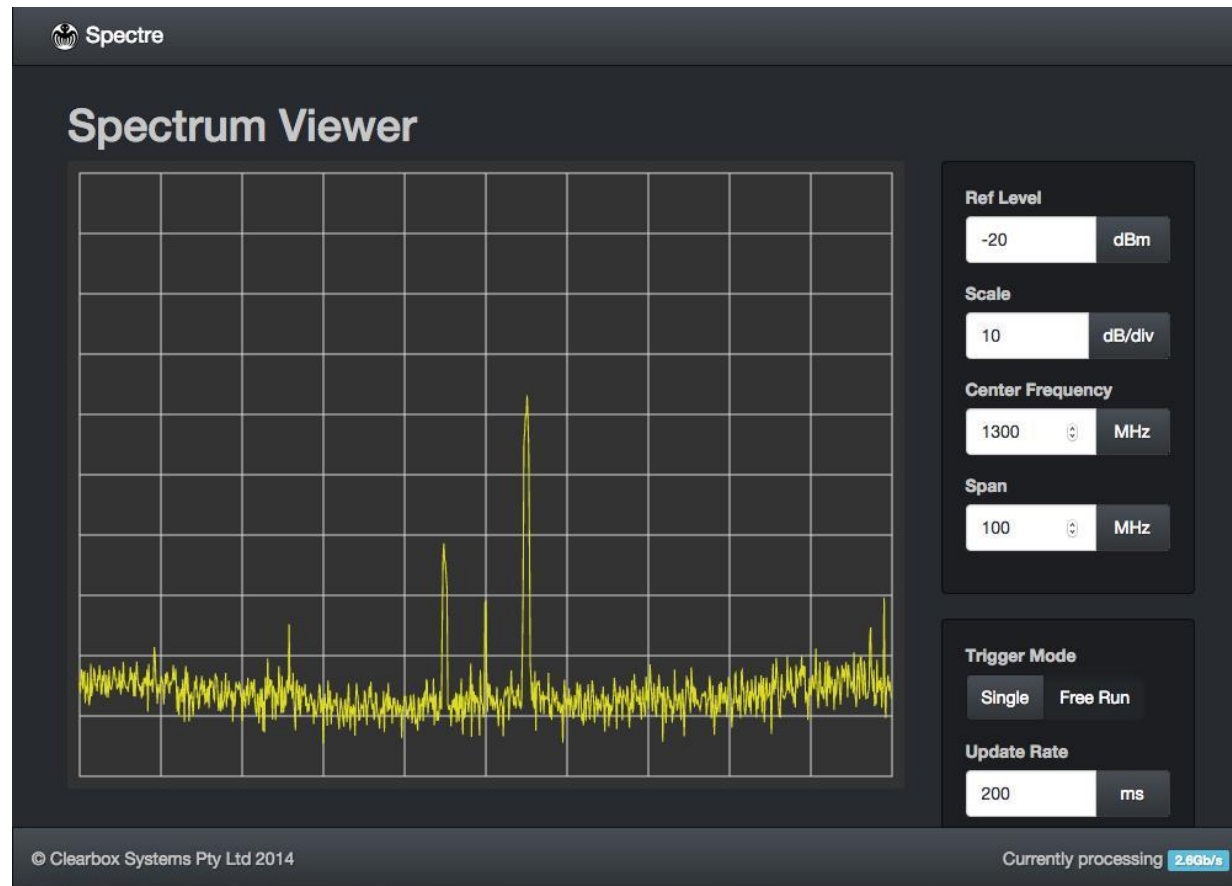 Spectre
Spectrum Viewer
Ref Level
-20 dBm
Scale
10 dB/div
Center Frequency
1300 MHz
Span
100 MHz
Trigger Mode
Single Free Run
Update Rate
200 ms
© Clearbox Systems Pty Ltd 2014
Currently processing 2.6Gb/s